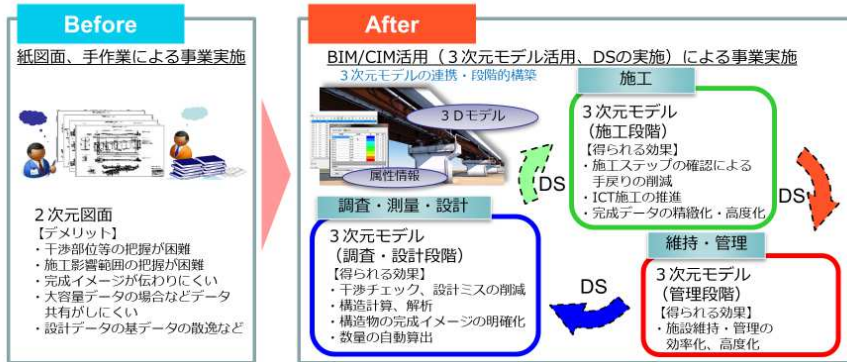 Before
紙図面、手作業による事業実施
2次元図面
【デメリット】
・干渉部位等の把握が困難
・施工影響範囲の把握が困難
・完成イメージが伝わりにくい
・大容量データの場合などデータ
共有がしにくい
・設計データの基データの散逸など
After
BIM/CIM活用(3次元モデル活用、DSの実施)による事業実施
3次元モデルの連携・段階的構築
3Dモデル
属性情報
調査・測量・設計
3次元モデル
(調査・設計段階)
【得られる効果】
・干渉チェック、設計ミスの削減
・構造計算、解析
・構造物の完成イメージの明確化
・数量の自動算出
DS
施工
3次元モデル
(施工段階)
【得られる効果】
・施工ステップの確認による
手戻りの削減
・ICT施工の推進
・完成データの精緻化・高度化
DS
維持・管理
3次元モデル
(管理段階)
【得られる効果】
・施設維持・管理の
効率化、高度化
DS